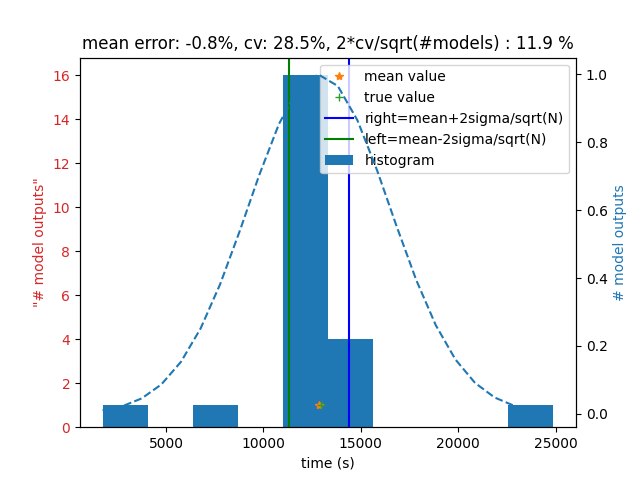 mean error: -0.8%, cv: 28.5%, 2*cv/sqrt(#models) : 11.9 %
mean value
true value
right=mean+2sigma/sqrt(N)
left=mean-2sigma/sqrt(N)
histogram
16
14
12
10
8
6
4
2
0
"# model outputs"
1.0
0.8
0.6
0.4
0.2
0.0
# model outputs
5000 10000 15000 20000 25000
time (s)